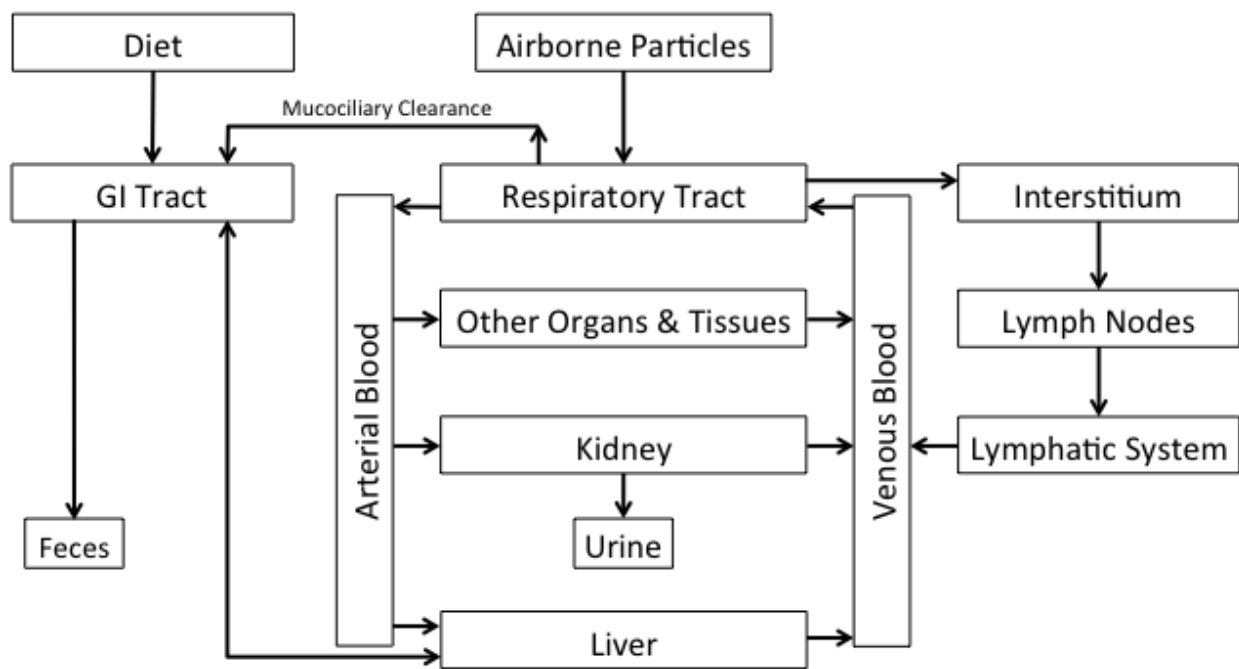 Diet
Airborne Particles
Mucociliary Clearance
GI Tract
Respiratory Tract
Interstitium
Arterial Blood
Other Organs & Tissues
Venous Blood
Lymph Nodes
Kidney
Lymphatic System
Feces
Urine
Liver